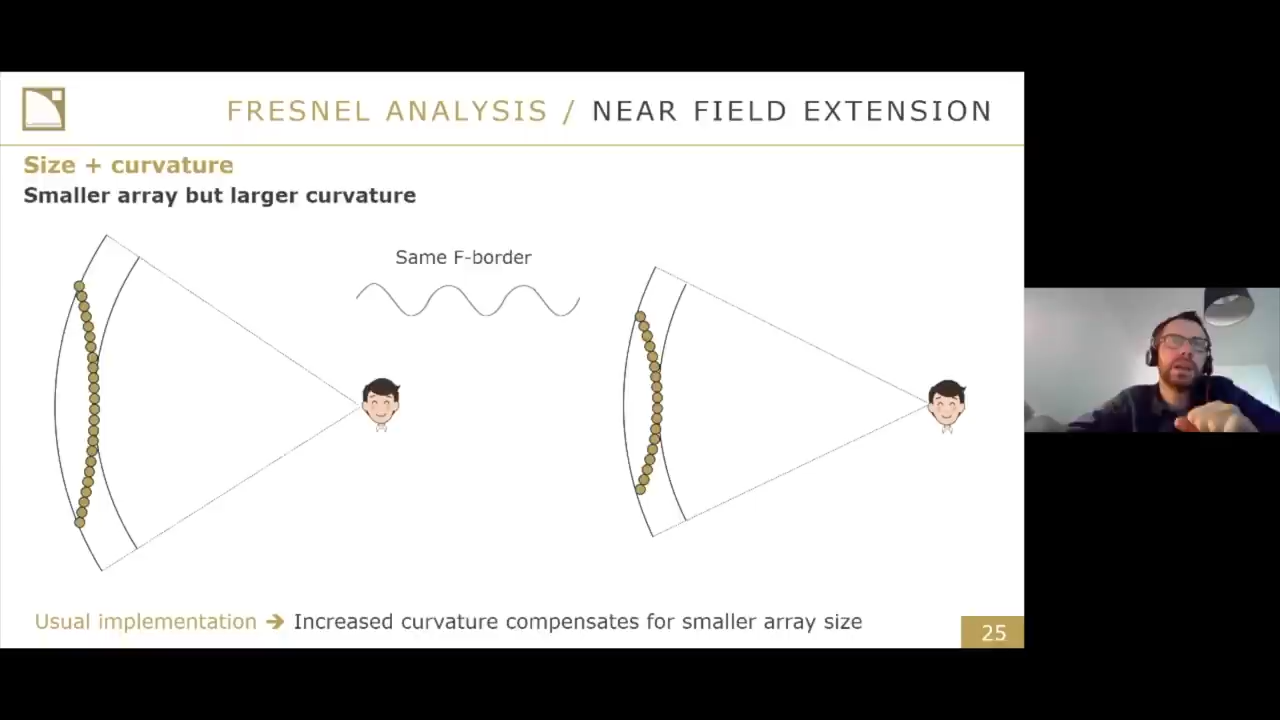 FRESNEL ANALYSIS / NEAR FIELD EXTENSION
Size + curvature
Smaller array but larger curvature
Same F-border
Usual implementation ➔ Increased curvature compensates for smaller array size
25